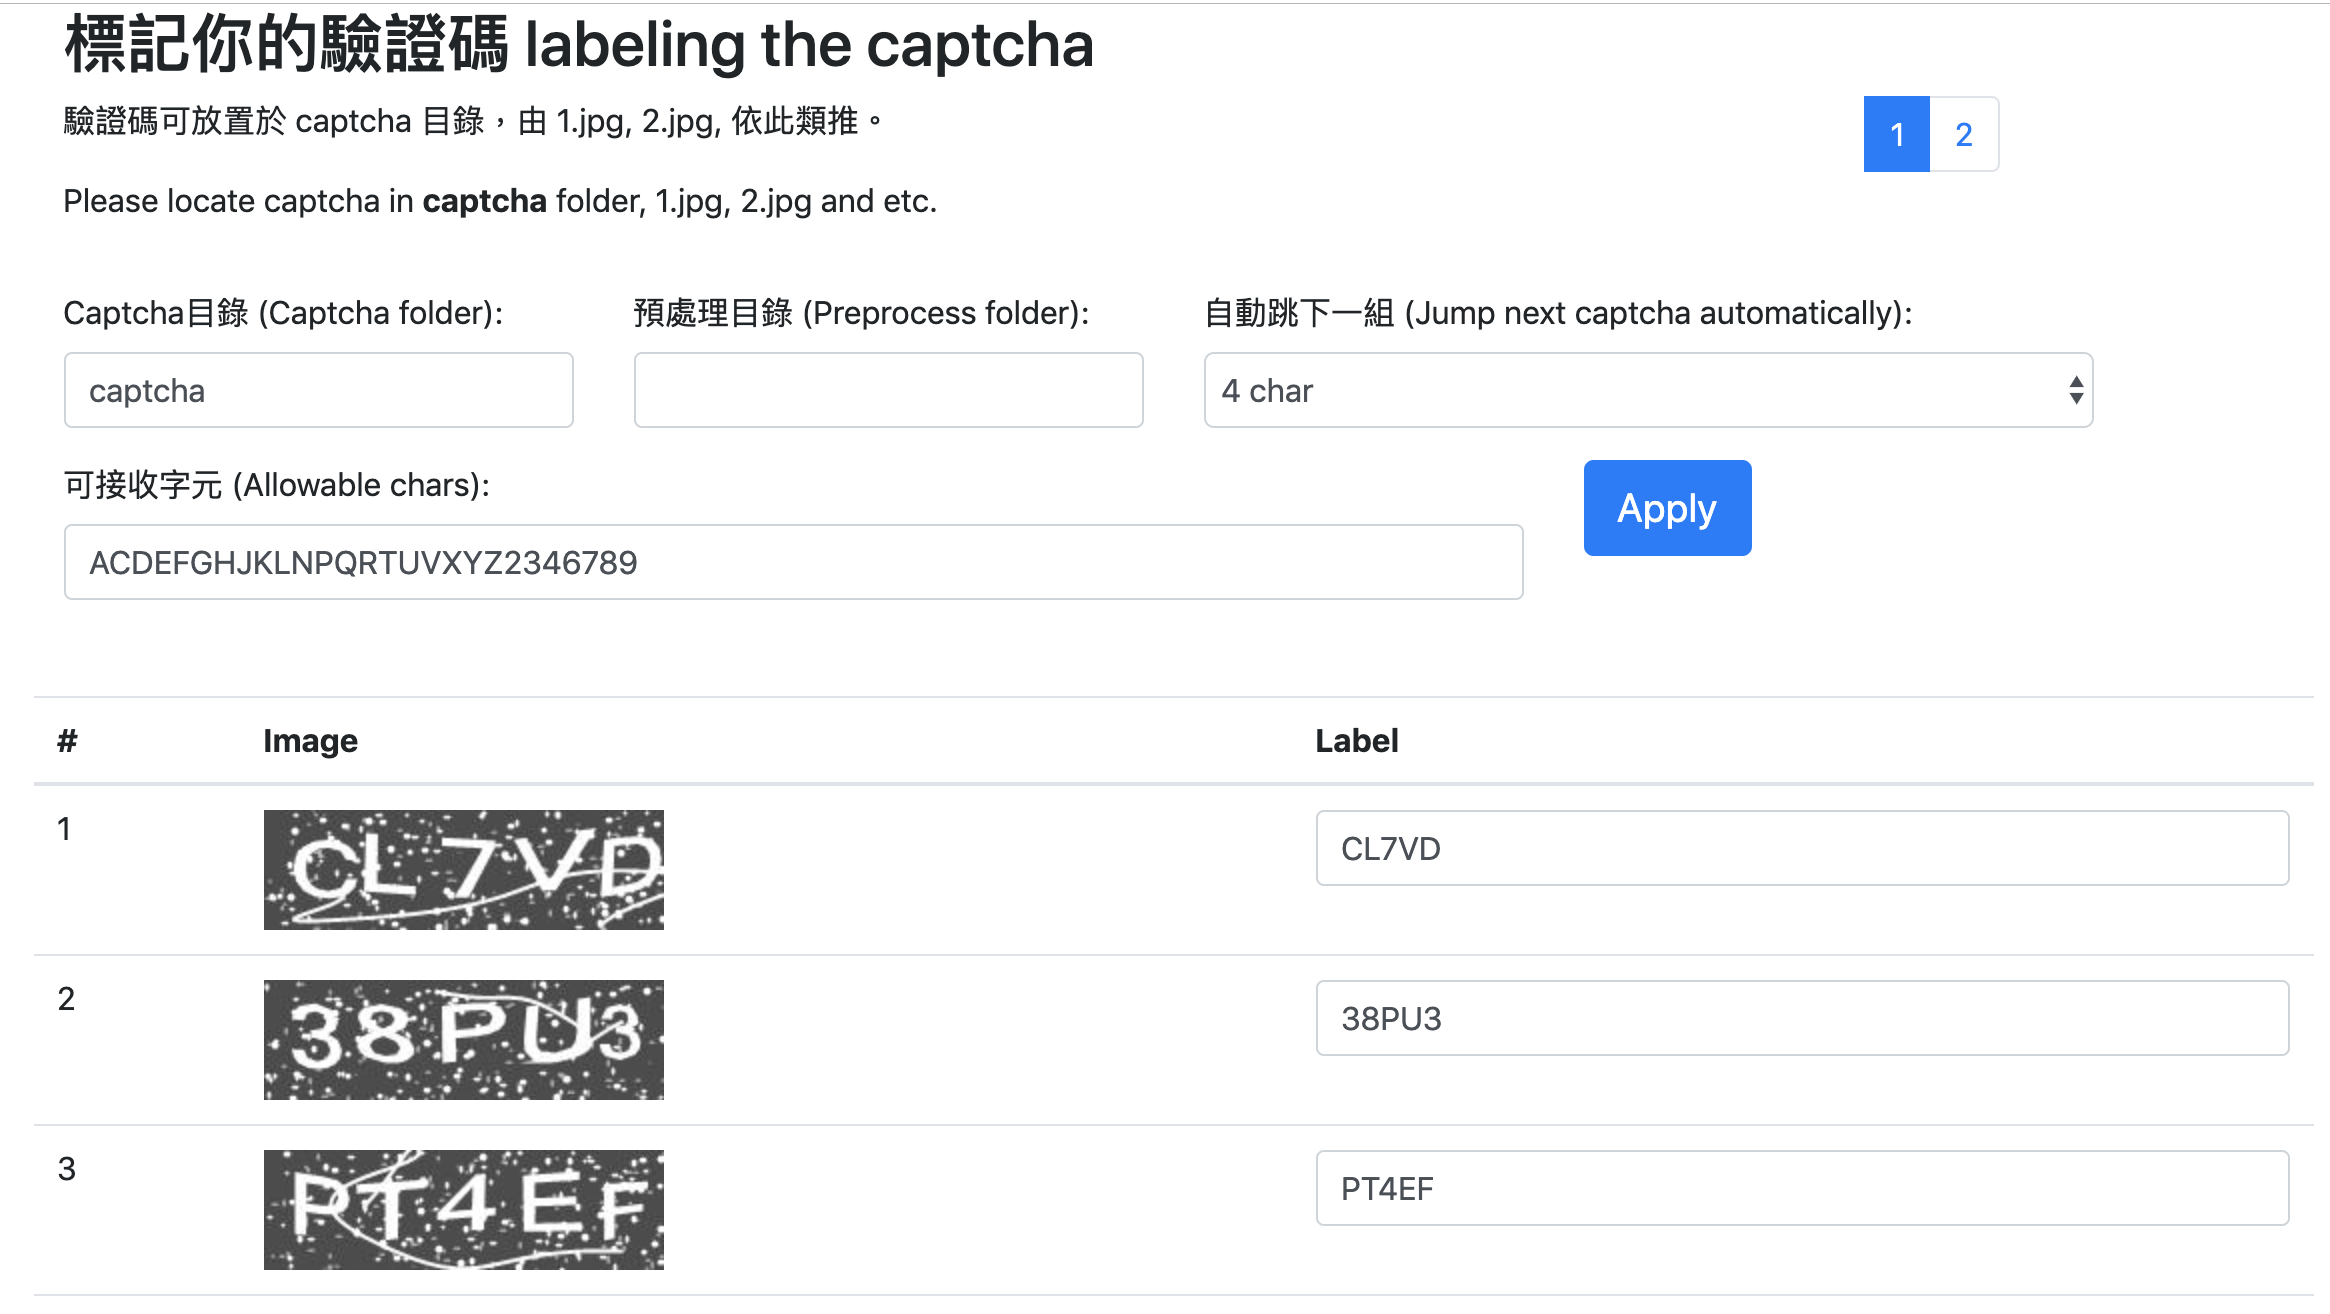 標記你的驗證碼 labeling the captcha
驗證碼可放置於 captcha 目錄，由 1.jpg, 2.jpg, 依此類推。
1 2
Please locate captcha in captcha folder, 1.jpg, 2.jpg and etc.
Captcha目錄 (Captcha folder): 預處理目錄 (Preprocess folder): 自動跳下一組 (Jump next captcha automatically):
captcha 4 char
可接收字元 (Allowable chars):
Apply
ACDEFGHJKLNPQRTUVXYZ2346789
# Image Label
1 CL7VD CL7VD
2 38PU3 38PU3
3 PT4EF PT4EF